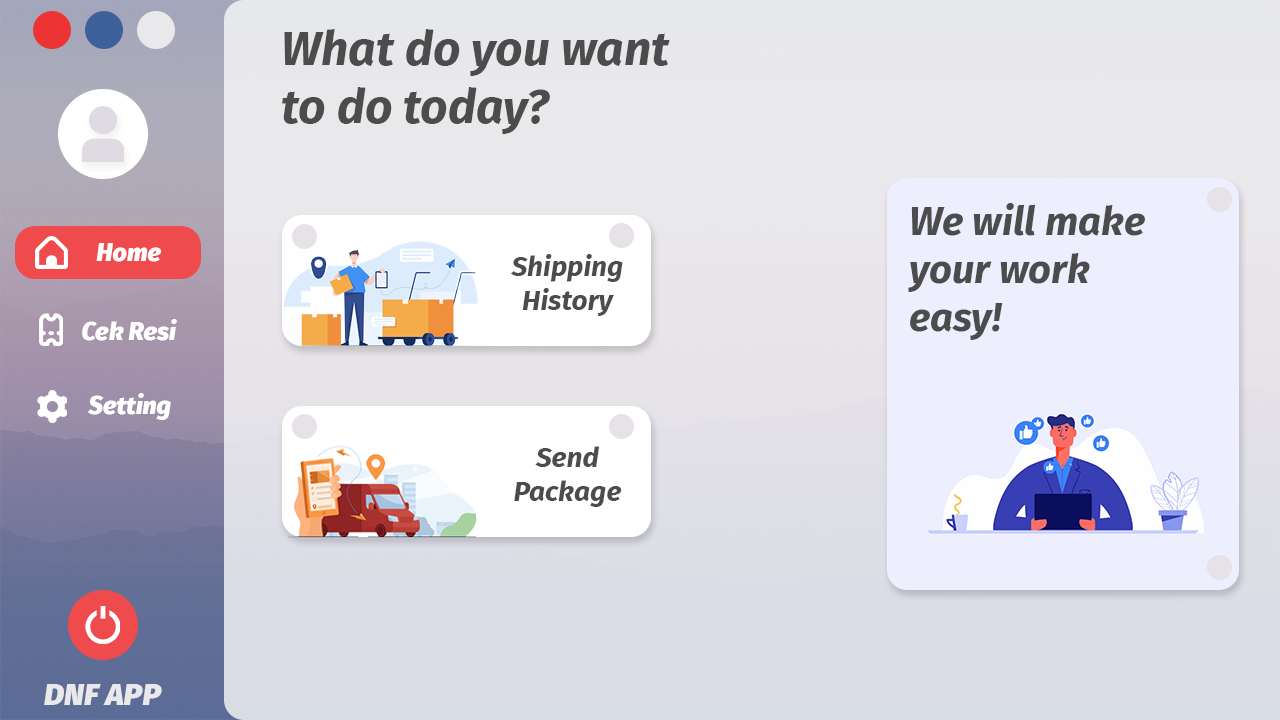 What do you want
to do today?
Home
Cek Resi
Setting
DNF APP
Shipping
History
Send
Package
We will make
your work
easy!